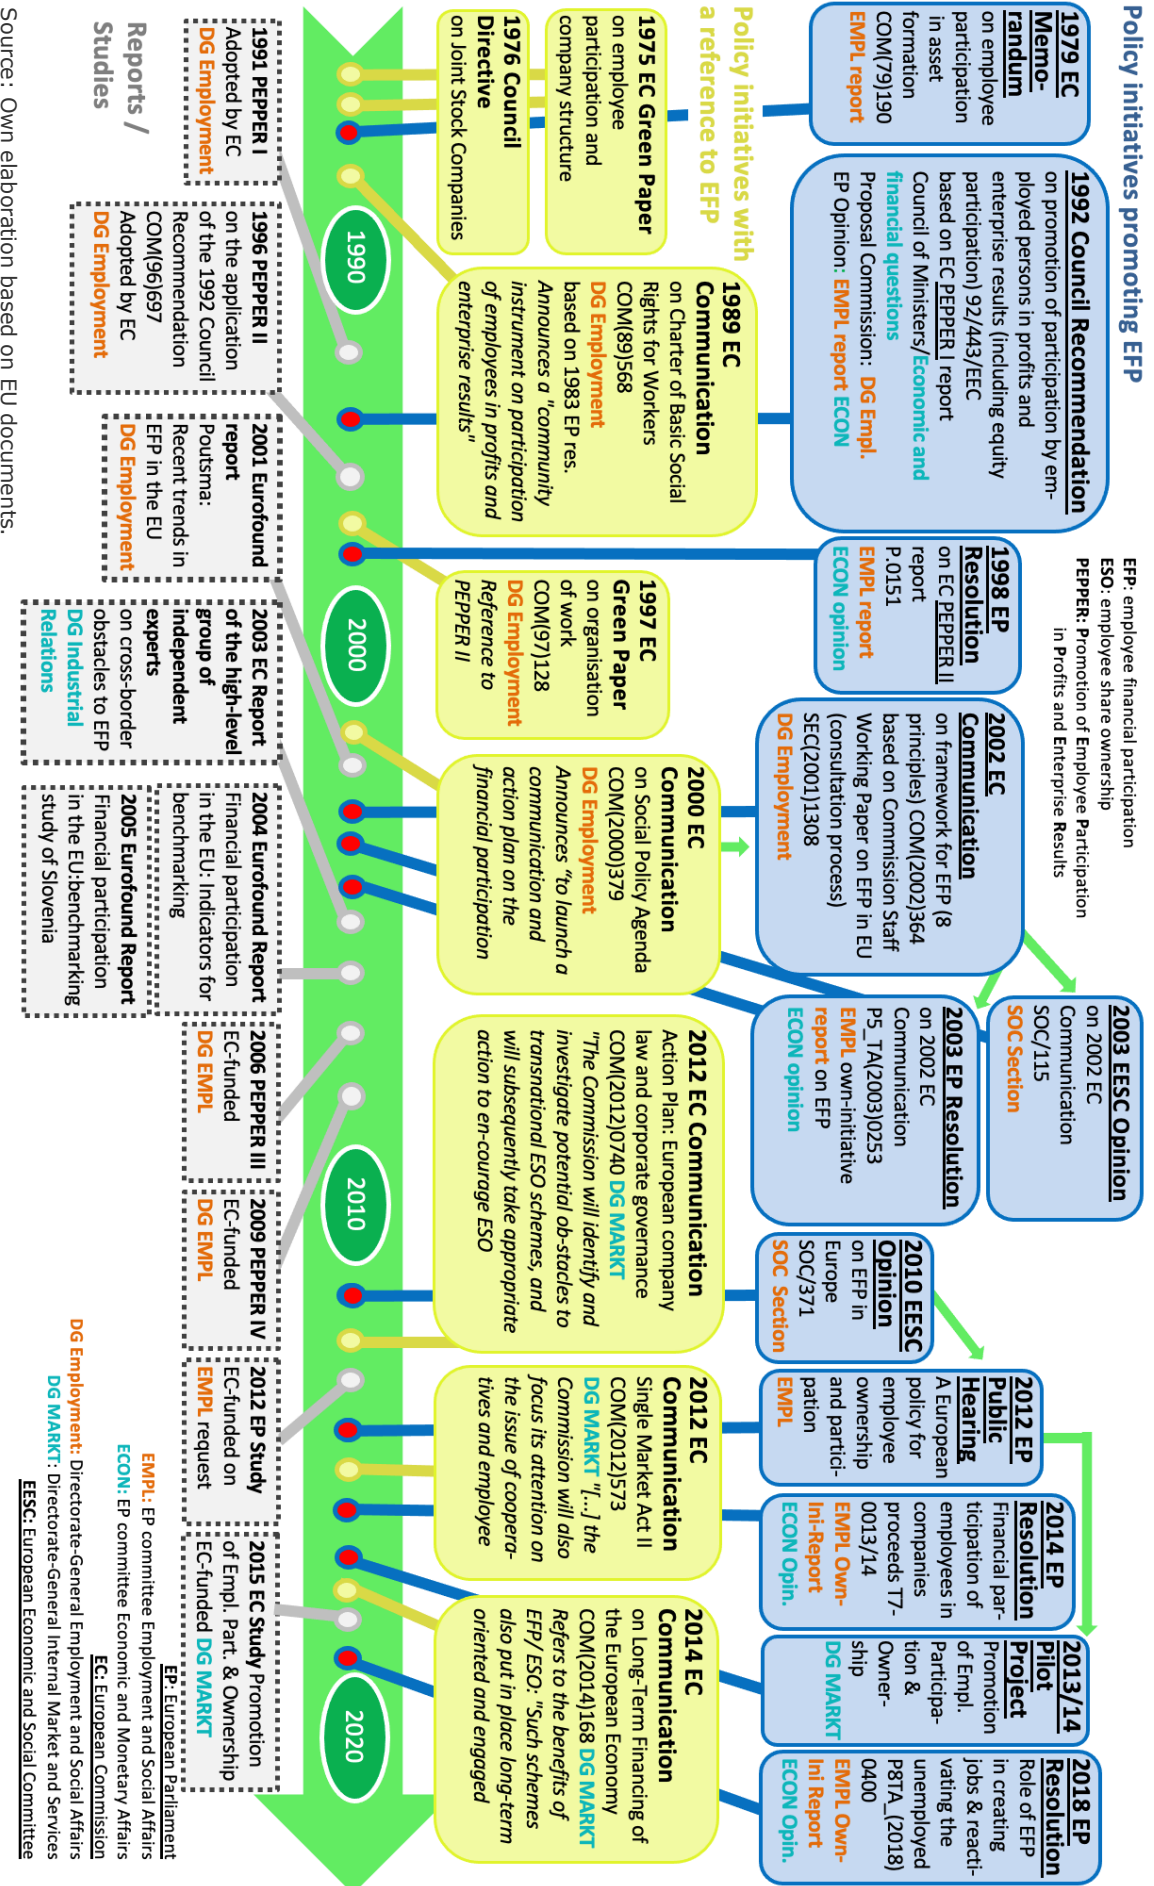 Policy initiatives promoting EFP
1979 EC
Memo-
randum
on employee
participation
in asset
formation
COM(79)190
EMPL report
1992 Council Recommendation
on promotion of participation by em-
ployed persons in profits and
enterprise results (including equity
participation) 92/443/EEC
based on EC PEPPER I report
Council of Ministers/Economic and
financial questions
Proposal Commission: DG Empl.
EP Opinion: EMPL report ECON
EFP: employee financial participation
ESO: employee share ownership
PEPPER: Promotion of Employee Participation
in Profits and Enterprise Results
1998 EP
Resolution
on EC PEPPER II
report
P.0151
EMPL report
ECON opinion
2002 EC
Communication
on framework for EFP (8
principles) COM(2002)364
based on Commission Staff
Working Paper on EFP in EU
(consultation process)
SEC(2001)1308
DG Employment
2003 EESC Opinion
on 2002 EC
Communication
SOC/115
SOC Section
2003 EP Resolution
on 2002 EC
Communication
P5_TA(2003)0253
EMPL own-initiative
report on EFP
ECON opinion
2010 EESC
Opinion
on EFP in
Europe
SOC/371
SOC Section
2012 EP
Public
Hearing
A European
policy for
employee
ownership
and partici-
pation
EMPL
2014 EP
Resolution
Financial par-
ticipation of
employees in
companies
proceeds T7-
0013/14
EMPL Own-
Ini-Report
ECON Opin.
2013/14
Pilot
Project
Promotion
of Empl.
Participa-
tion &
Owner-
ship
DG MARKT
2018 EP
Resolution
Role of EFP
in creating
jobs & reacti-
vating the
unemployed
P8TA_(2018)
0400
EMPL Own-
Ini Report
ECON Opin.
Policy initiatives with
a reference to EFP
1975 EC Green Paper
on employee
participation and
company structure
1976 Council
Directive
on Joint Stock Companies
1989 EC
Communication
on Charter of Basic Social
Rights for Workers
COM(89)568
DG Employment
based on 1983 EP res.
Announces a "community
instrument on participation
of employees in profits and
enterprise results"
1997 EC
Green Paper
on organisation
of work
COM(97)128
DG Employment
Reference to
PEPPER II
2000 EC
Communication
on Social Policy Agenda
COM(2000)379
DG Employment
Announces "to launch a
communication and
action plan on the
financial participation
2012 EC Communication
Action Plan: European company
law and corporate governance
COM(2012)0740 DG MARKT
"The Commission will identify and
investigate potential ob-stacles to
transnational ESO schemes, and
will subsequently take appropriate
action to en-courage ESO
2012 EC
Communication
Single Market Act II
COM(2012)573
DG MARKT "[...] the
Commission will also
focus its attention on
the issue of coopera-
tives and employee
2014 EC
Communication
on Long-Term Financing of
the European Economy
COM(2014)168 DG MARKT
Refers to the benefits of
EFP/ ESO: "Such schemes
also put in place long-term
oriented and engaged
1990
2000
2010
2020
Reports /
Studies
1991 PEPPER I
Adopted by EC
DG Employment
1996 PEPPER II
on the application
of the 1992 Council
Recommendation
COM(96)697
Adopted by EC
DG Employment
2001 Eurofound
report
Poutsma:
Recent trends in
EFP in the EU
DG Employment
2003 EC Report
of the high-level
group of
independent
experts
on cross-border
obstacles to EFP
DG Industrial
Relations
2004 Eurofound Report
Financial participation
in the EU: Indicators for
benchmarking
2005 Eurofound Report
Financial participation
in the EU:benchmarking
study of Slovenia
2006 PEPPER III
EC-funded
DG EMPL
2009 PEPPER IV
EC-funded
DG EMPL
2012 EP Study
EC-funded on
EMPL request
2015 EC Study Promotion
of Empl. Part. & Ownership
EC-funded DG MARKT
EP: European Parliament
EMPL: EP committee Employment and Social Affairs
ECON: EP committee Economic and Monetary Affairs
EC: European Commission
DG Employment: Directorate-General Employment and Social Affairs
DG MARKT: Directorate-General Internal Market and Services
EESC: European Economic and Social Committee
Source: Own elaboration based on EU documents.